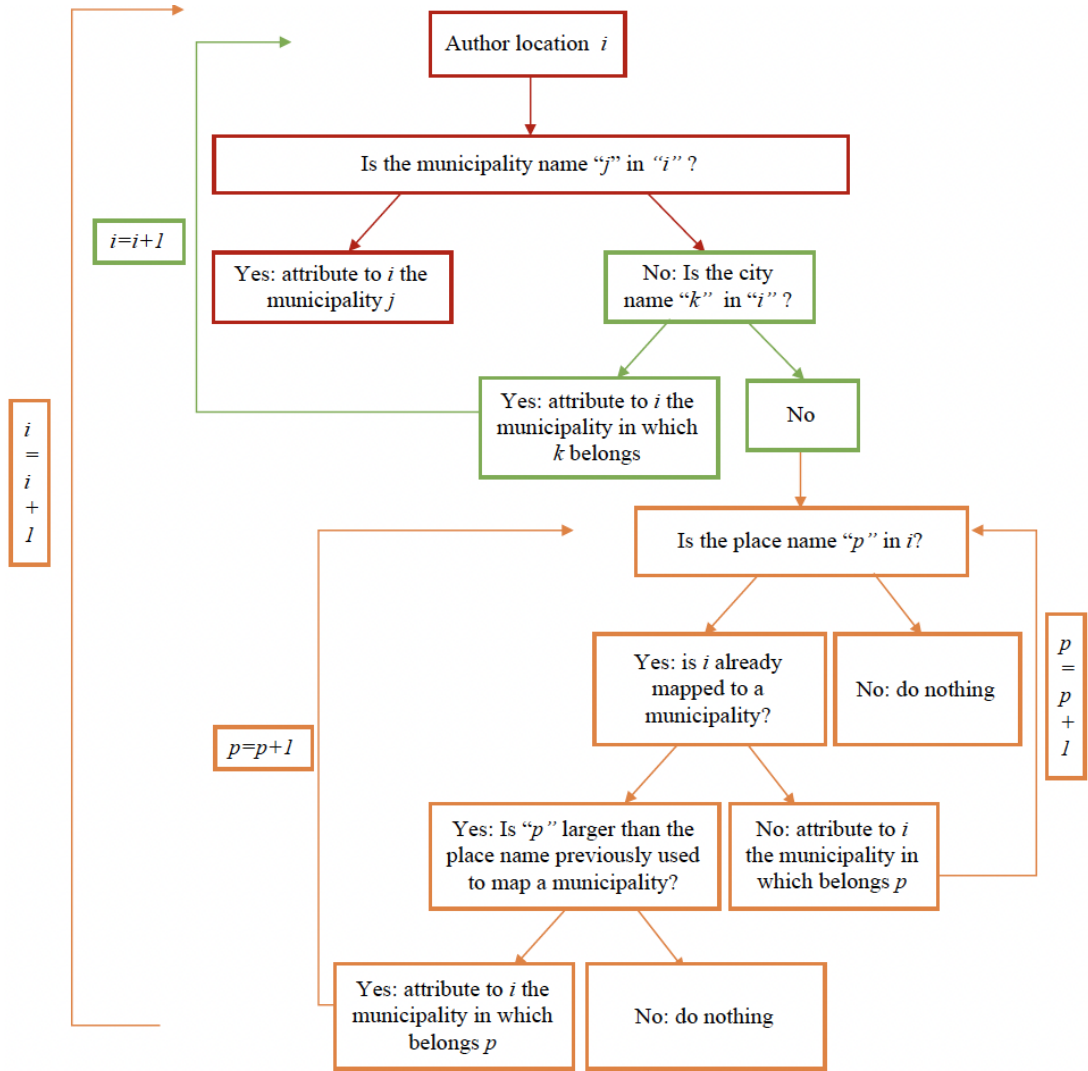 Author location i
Is the municipality name “j” in “i” ?
i=i+1
Yes: attribute to i the
municipality j
No: Is the city
name “k” in “i” ?
Yes: attribute to i the
municipality in which
k belongs
No
i
=
i
+
1
Is the place name “p” in i?
Yes: is i already
mapped to a
municipality?
No: do nothing
p
=
p
+
1
p=p+1
Yes: Is “p” larger than the
place name previously used
to map a municipality?
No: attribute to i
the municipality in
which belongs p
Yes: attribute to i the
municipality in which
belongs p
No: do nothing